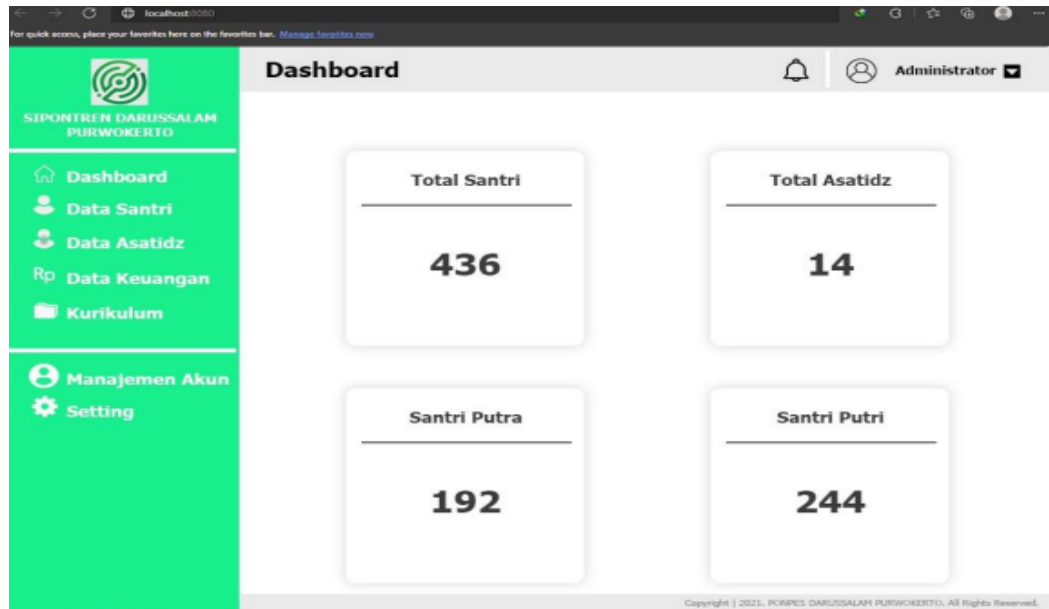 localhost:8080
For quick access, place your favorites here on the favorites bar. Manage favorites now
SIPONTREN DARUSSALAM
PURWOKERTO
Dashboard
Data Santri
Data Asatidz
Rp Data Keuangan
Kurikulum
Manajemen Akun
Setting
Dashboard
Administrator
Total Santri
436
Total Asatidz
14
Santri Putra
192
Santri Putri
244
Copyright | 2021. PONPES DARUSSALAM PURWOKERTO. All Rights Reserved.